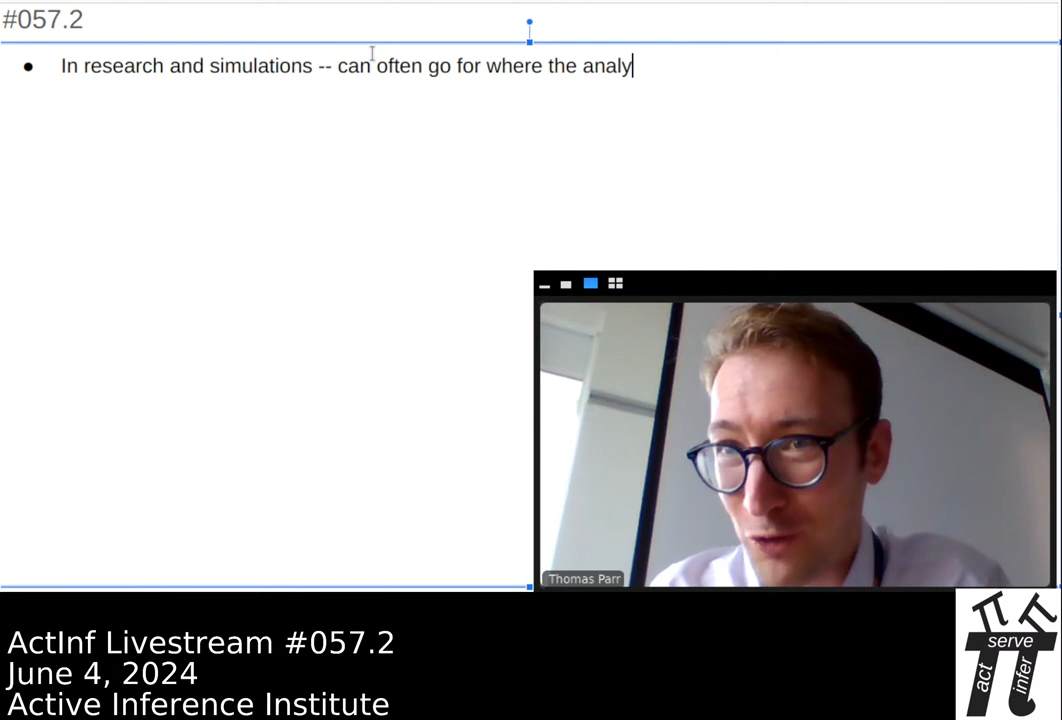 #057.2
● In research and simulations -- can often go for where the analy
Thomas Parr
ActInf Livestream #057.2
June 4, 2024
Active Inference Institute
π π
π
serve
act
infer